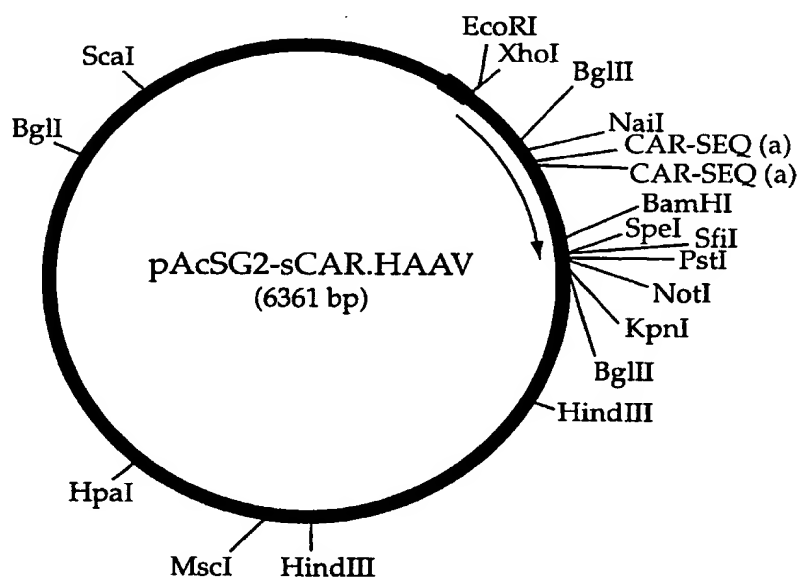 EcoRI
XhoI
ScaI
BglII
BglI
NaiI
CAR-SEQ (a)
CAR-SEQ (a)
BamHI
SpeI
SfiI
PstI
pAcSG2-sCAR.HAAV
(6361 bp)
NotI
KpnI
BglII
HindIII
HpaI
MscI
HindIII